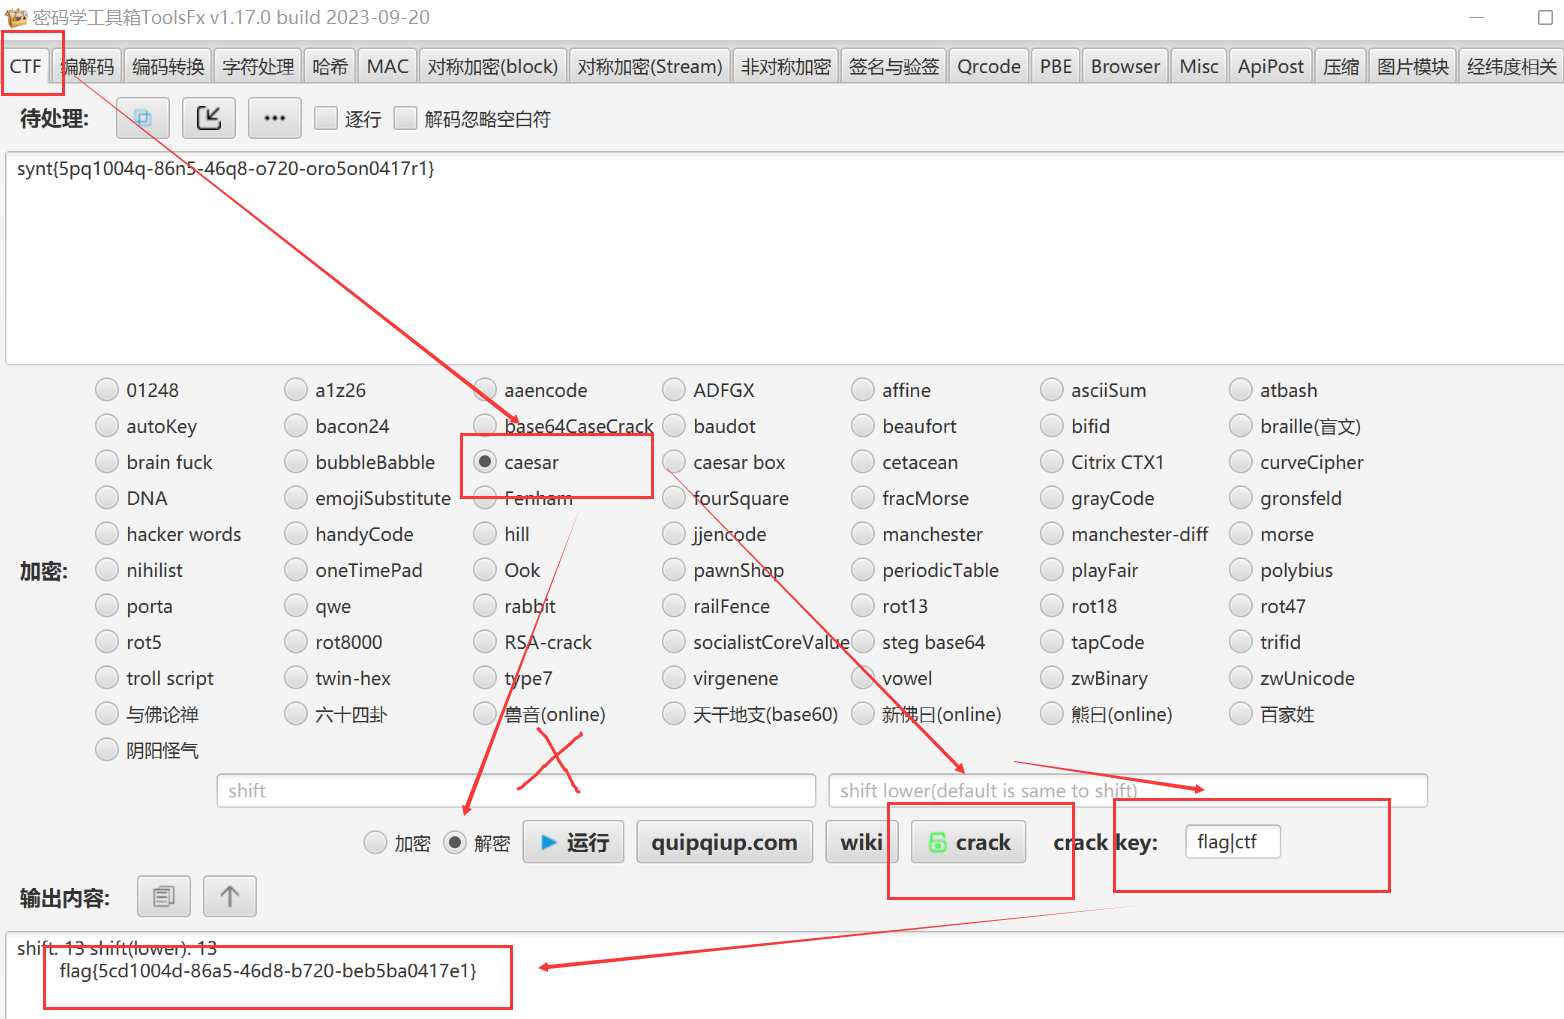 密码学工具箱ToolsFx v1.17.0 build 2023-09-20
CTF 编解码 编码转换 字符处理 哈希 MAC 对称加密(block) 对称加密(Stream) 非对称加密 签名与验签 Qrcode PBE Browser Misc ApiPost 压缩 图片模块 经纬度相关
待处理: 逐行 解码忽略空白符
synt{5pq1004q-86n5-46q8-o720-oro5on0417r1}
01248 a1z26 aaencode ADFGX affine asciiSum atbash
autoKey bacon24 base64CaseCrack baudot beaufort bifid braille(盲文)
brain fuck bubbleBabble caesar caesar box cetacean Citrix CTX1 curveCipher
DNA emojiSubstitute Fenham fourSquare fracMorse grayCode gronsfeld
hacker words handyCode hill jjencode manchester manchester-diff morse
加密: nihilist oneTimePad Ook pawnShop periodicTable playFair polybius
porta qwe rabbit railFence rot13 rot18 rot47
rot5 rot8000 RSA-crack socialistCoreValue steg base64 tapCode trifid
troll script twin-hex type7 virgenene vowel zwBinary zwUnicode
与佛论禅 六十四卦 兽音(online) 天干地支(base60) 新佛曰(online) 熊曰(online) 百家姓
阴阳怪气
shift shift lower(default is same to shift)
加密 解密 运行 quipqiup.com wiki crack crack key: flag|ctf
输出内容:
shift: 13 shift(lower): 13
flag{5cd1004d-86a5-46d8-b720-beb5ba0417e1}